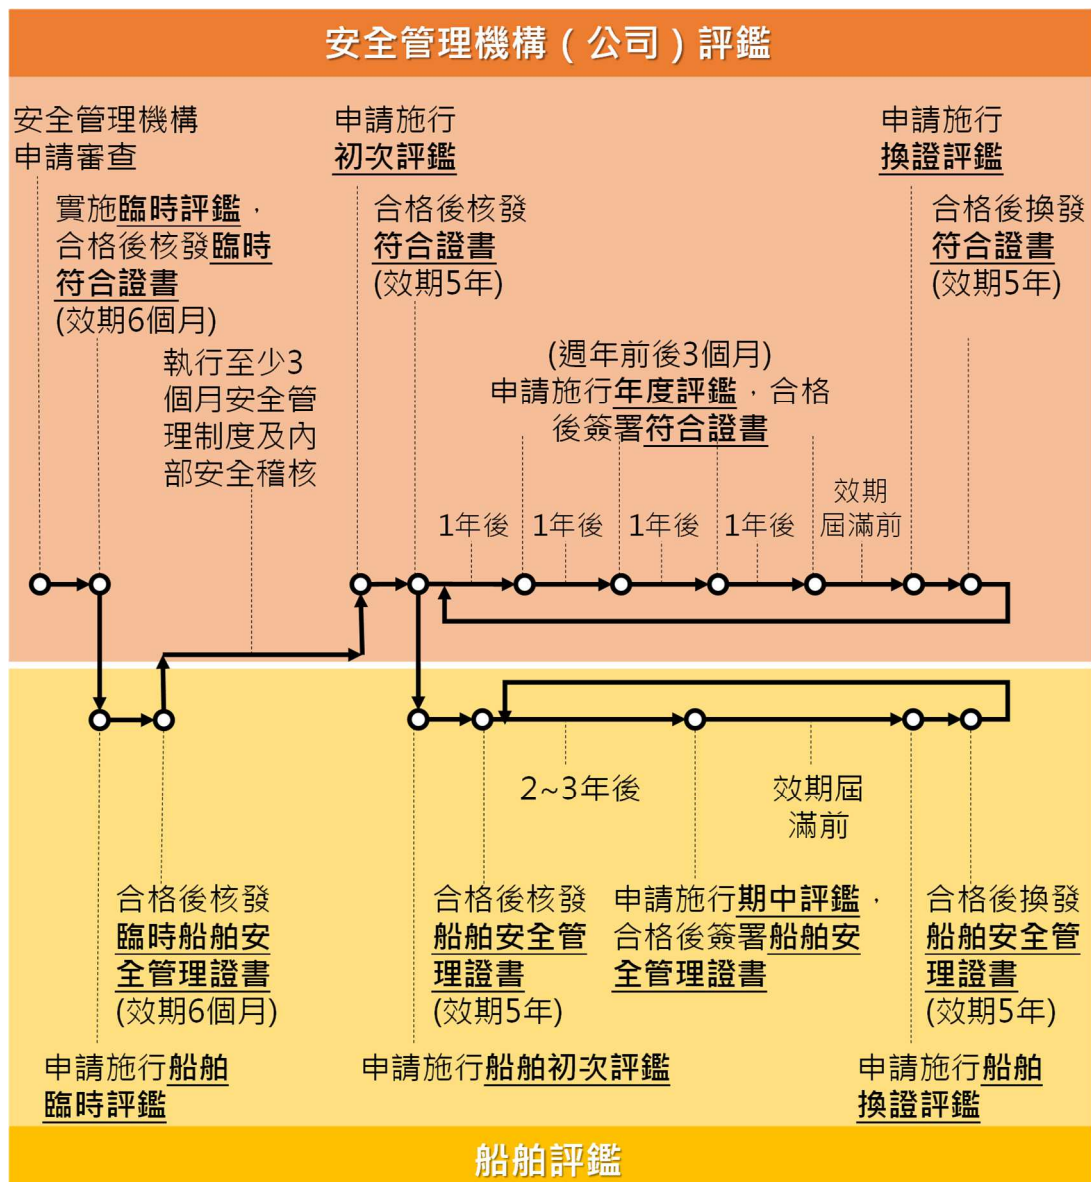 安全管理機構（公司）評鑑
安全管理機構
申請審查
實施臨時評鑑，
合格後核發臨時
符合證書
(效期6個月)
執行至少3
個月安全管
理制度及內
部安全稽核
申請施行
初次評鑑
合格後核發
符合證書
(效期5年)
(週年前後3個月)
申請施行年度評鑑，合格
後簽署符合證書
1年後
1年後
1年後
1年後
效期
屆滿前
申請施行
換證評鑑
合格後換發
符合證書
(效期5年)
2~3年後
效期屆
滿前
合格後核發
臨時船舶安
全管理證書
(效期6個月)
申請施行船舶
臨時評鑑
合格後核發
船舶安全管
理證書
(效期5年)
申請施行船舶初次評鑑
申請施行期中評鑑，
合格後簽署船舶安
全管理證書
合格後換發
船舶安全管
理證書
(效期5年)
申請施行船舶
換證評鑑
船舶評鑑